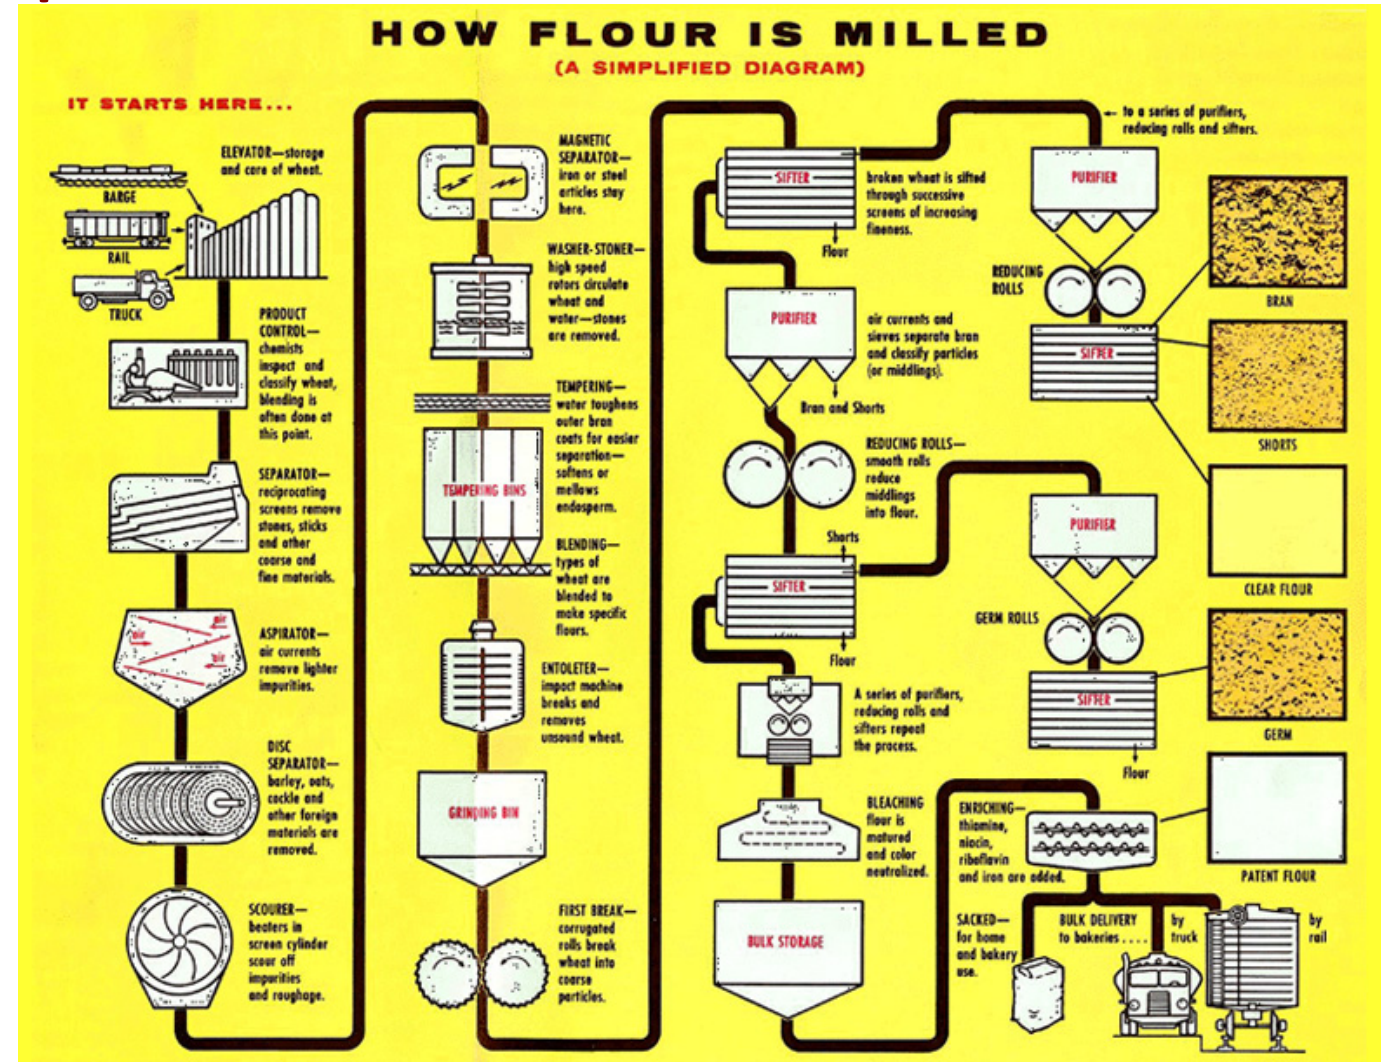 HOW FLOUR IS MILLED
(A SIMPLIFIED DIAGRAM)
IT STARTS HERE...
ELEVATOR—storage
and care of wheat.
BARGE
RAIL
TRUCK
PRODUCT
CONTROL—
chemists
inspect and
classify wheat,
blending is
often done at
this point.
SEPARATOR—
reciprocating
screens remove
stones, sticks
and other
coarse and
fine materials.
air
air
air
ASPIRATOR—
air currents
remove lighter
impurities.
DISC
SEPARATOR—
barley, oats,
cockle and
other foreign
materials are
removed.
SCOURER—
beaters in
screen cylinder
scour off
impurities
and roughage.
MAGNETIC
SEPARATOR—
iron or steel
articles stay
here.
WASHER-STONER—
high speed
rotors circulate
wheat and
water—stones
are removed.
TEMPERING—
water toughens
outer bran
coats for easier
separation—
softens or
mellows
endosperm.
TEMPERING BINS
BLENDING—
types of
wheat are
blended to
make specific
flours.
ENTOLETER—
impact machine
breaks and
removes
unsound wheat.
GRINDING BIN
FIRST BREAK—
corrugated
rolls break
wheat into
coarse
particles.
SIFTER
broken wheat is sifted
through successive
screens of increasing
fineness.
Flour
PURIFIER
air currents and
sieves separate bran
and classify particles
(or middlings).
Bran and Shorts
REDUCING ROLLS—
smooth rolls
reduce
middlings
into flour.
Shorts
SIFTER
Flour
A series of purifiers,
reducing rolls and
sifters repeat
the process.
BLEACHING
flour is
matured
and color
neutralized.
BULK STORAGE
to a series of purifiers,
reducing rolls and sifters.
PURIFIER
REDUCING
ROLLS
SIFTER
BRAN
SHORTS
CLEAR FLOUR
PURIFIER
GERM ROLLS
SIFTER
Flour
GERM
ENRICHING—
thiamine,
niacin,
riboflavin
and iron are added.
PATENT FLOUR
SACKED—
for home
and bakery
use.
BULK DELIVERY
to bakeries....
by
truck
by
rail